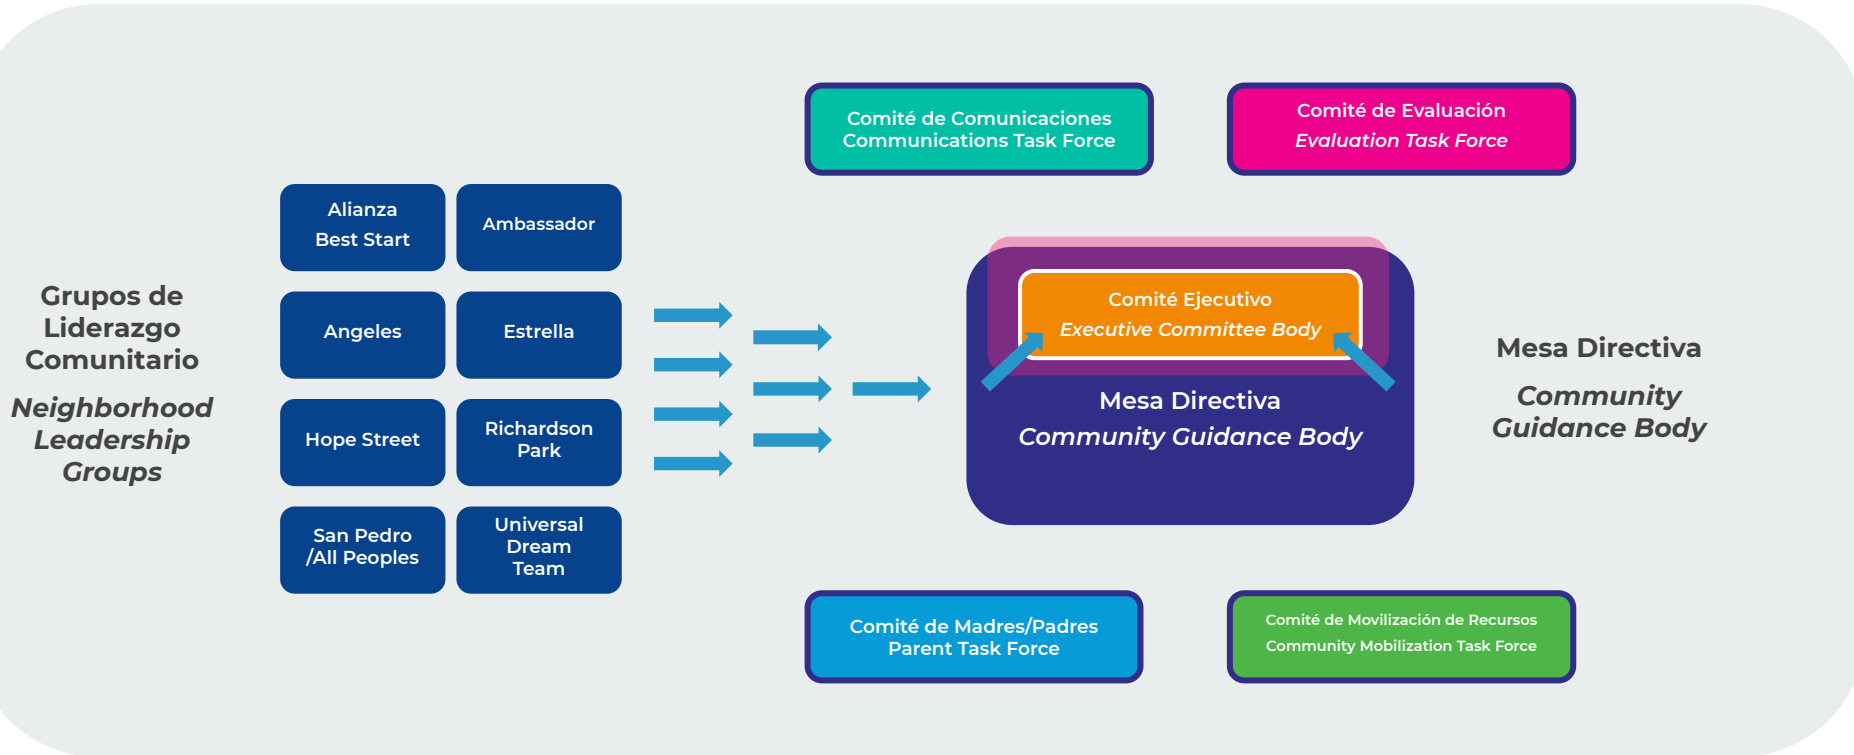 Grupos de
Liderazgo
Comunitario
Neighborhood
Leadership
Groups
Alianza
Best Start
Ambassador
Angeles
Estrella
Hope Street
Richardson
Park
San Pedro
/All Peoples
Universal
Dream
Team
Comité de Comunicaciones
Communications Task Force
Comité de Evaluación
Evaluation Task Force
Comité Ejecutivo
Executive Committee Body
Mesa Directiva
Community Guidance Body
Mesa Directiva
Community
Guidance Body
Comité de Madres/Padres
Parent Task Force
Comité de Movilización de Recursos
Community Mobilization Task Force